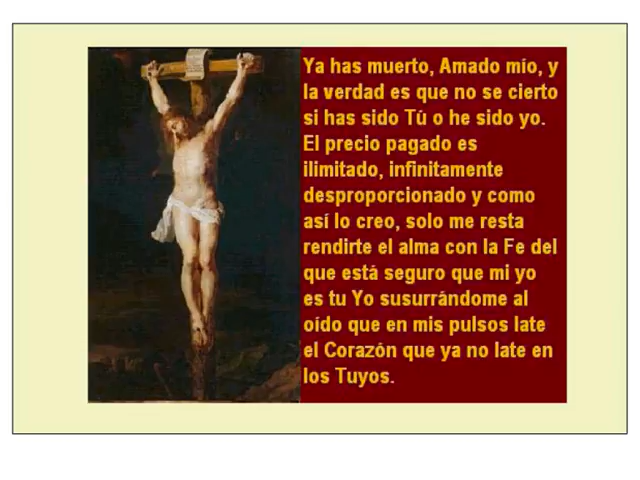 Ya has muerto, Amado mío, y
la verdad es que no se cierto
si has sido Tù o he sido yo.
El precio pagado es
ilimitado, infinitamente
desproporcionado y como
así lo creo, solo me resta
rendirte el alma con la Fe del
que está seguro que mi yo
es tu Yo susurrándome al
oído que en mis pulsos late
el Corazón que ya no late en
los Tuyos.